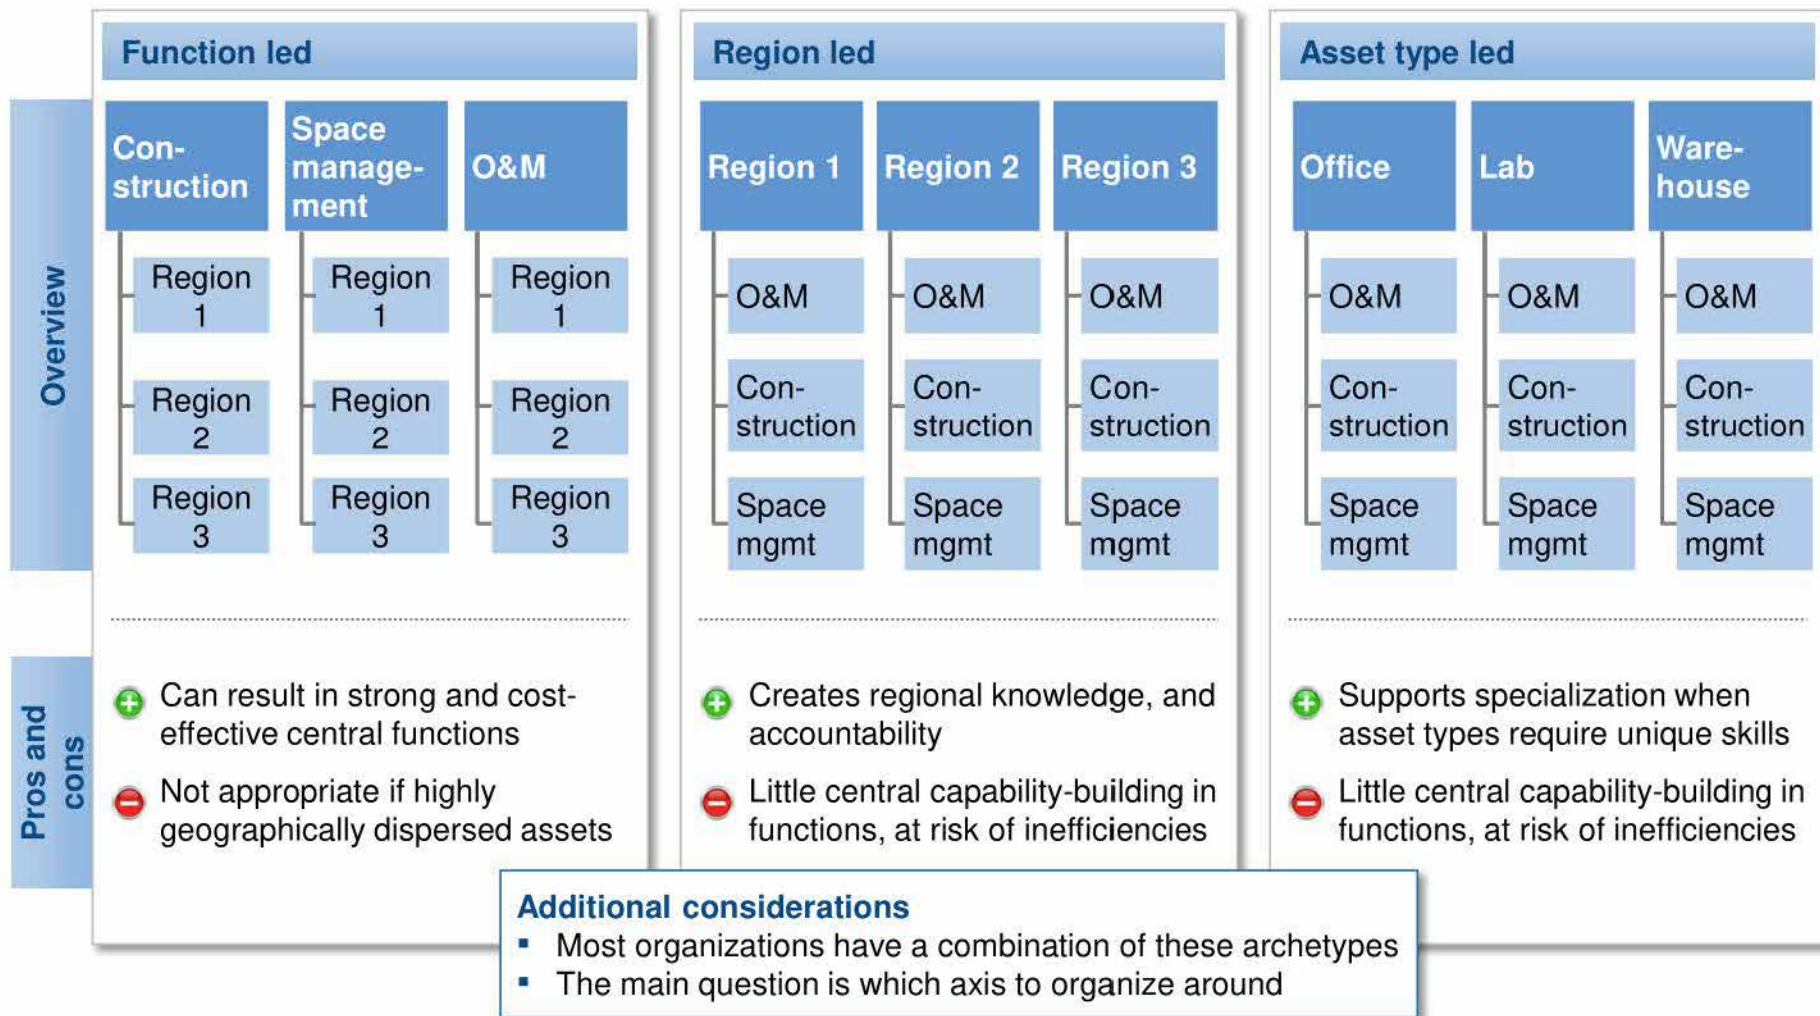 Function led
Con-
struction
Space
manage-
ment
O&M
Region
1
Region
1
Region
1
Region
2
Region
2
Region
2
Region
3
Region
3
Region
3
Region led
Region 1
Region 2
Region 3
O&M
O&M
O&M
Con-
struction
Con-
struction
Con-
struction
Space
mgmt
Space
mgmt
Space
mgmt
Asset type led
Office
Lab
Ware-
house
O&M
O&M
O&M
Con-
struction
Con-
struction
Con-
struction
Space
mgmt
Space
mgmt
Space
mgmt
Overview
Pros and
cons
Can result in strong and cost-
effective central functions
Not appropriate if highly
geographically dispersed assets
Creates regional knowledge, and
accountability
Little central capability-building in
functions, at risk of inefficiencies
Supports specialization when
asset types require unique skills
Little central capability-building in
functions, at risk of inefficiencies
Additional considerations
▪ Most organizations have a combination of these archetypes
▪ The main question is which axis to organize around